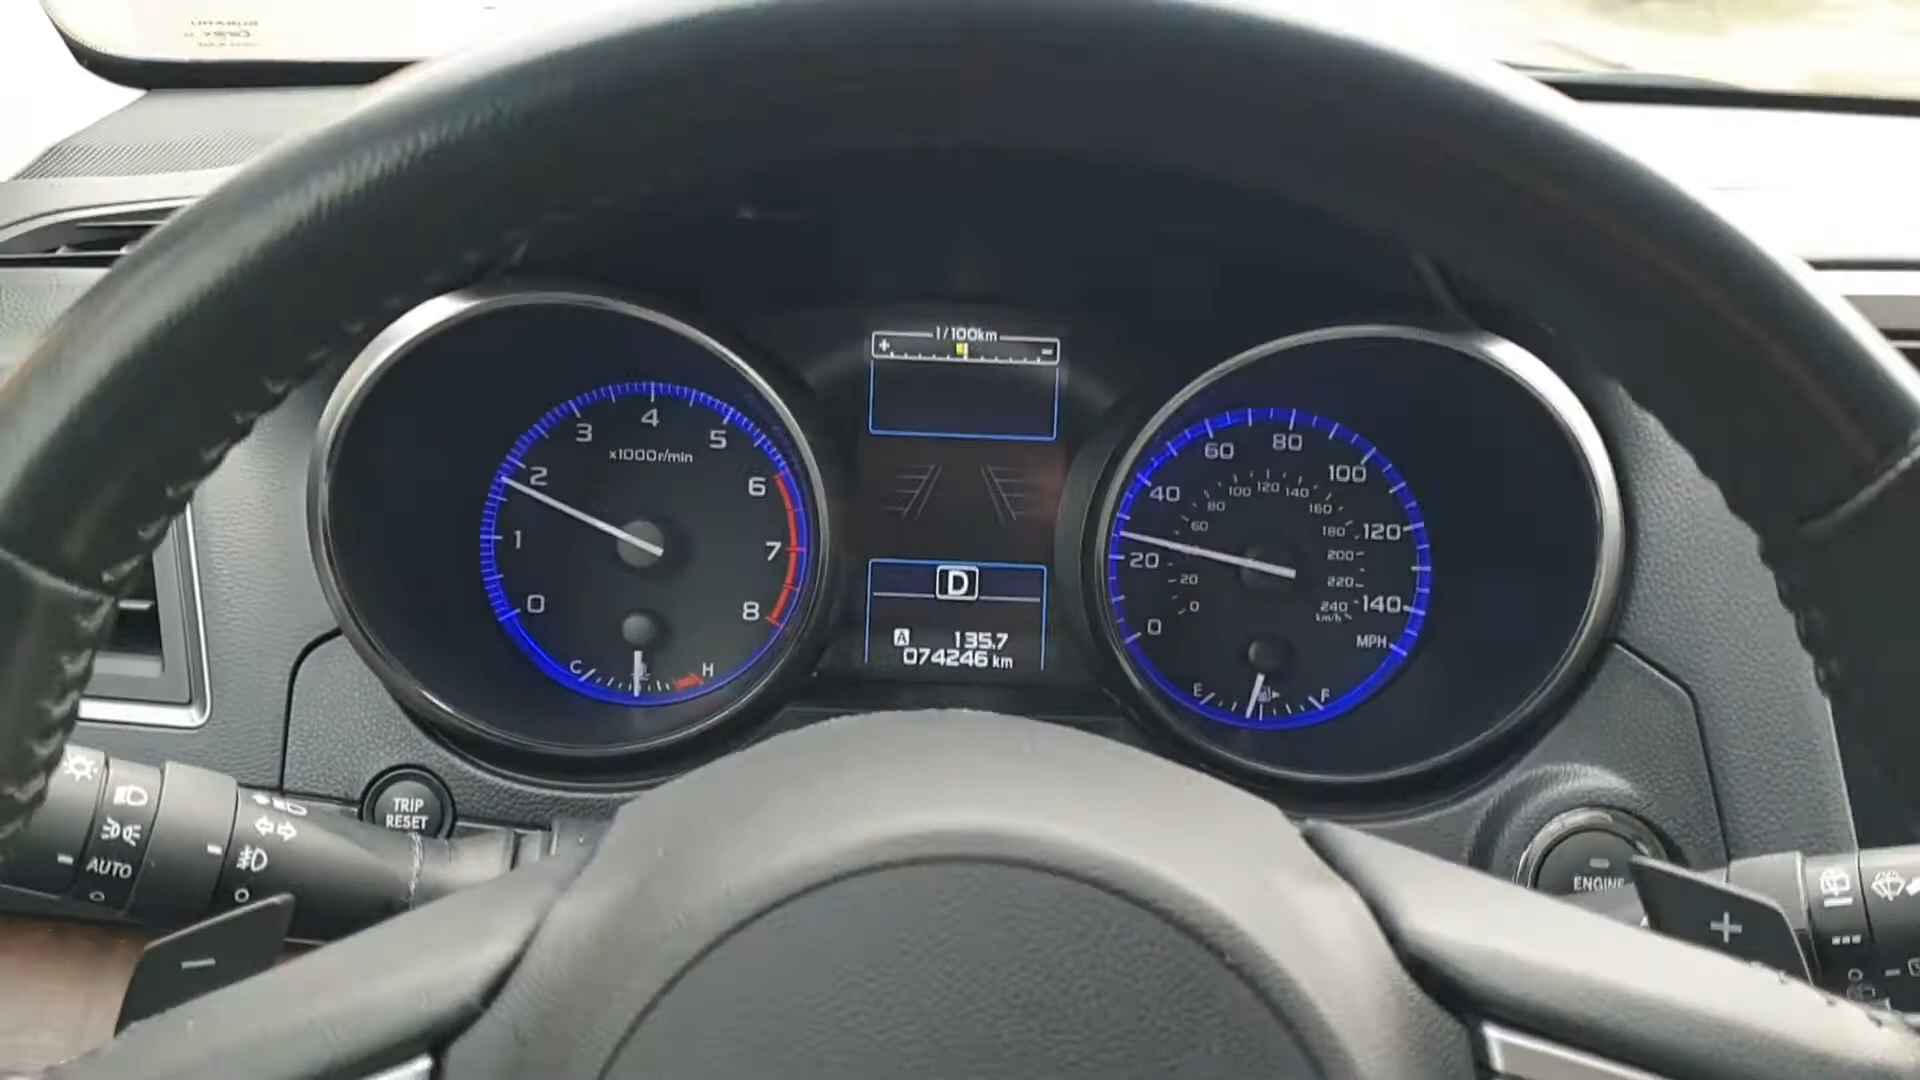 1/100km
+ -
4
3 5
x1000r/min
2 6
1 7
0 8
C H
D
A 135.7
074246 km
80
60 100
40 120
20 140
0 MPH
100 120 140
80 160
60 180
200
20 220
0 240
km/h
E F
TRIP
RESET
AUTO
ENGINE
-
+